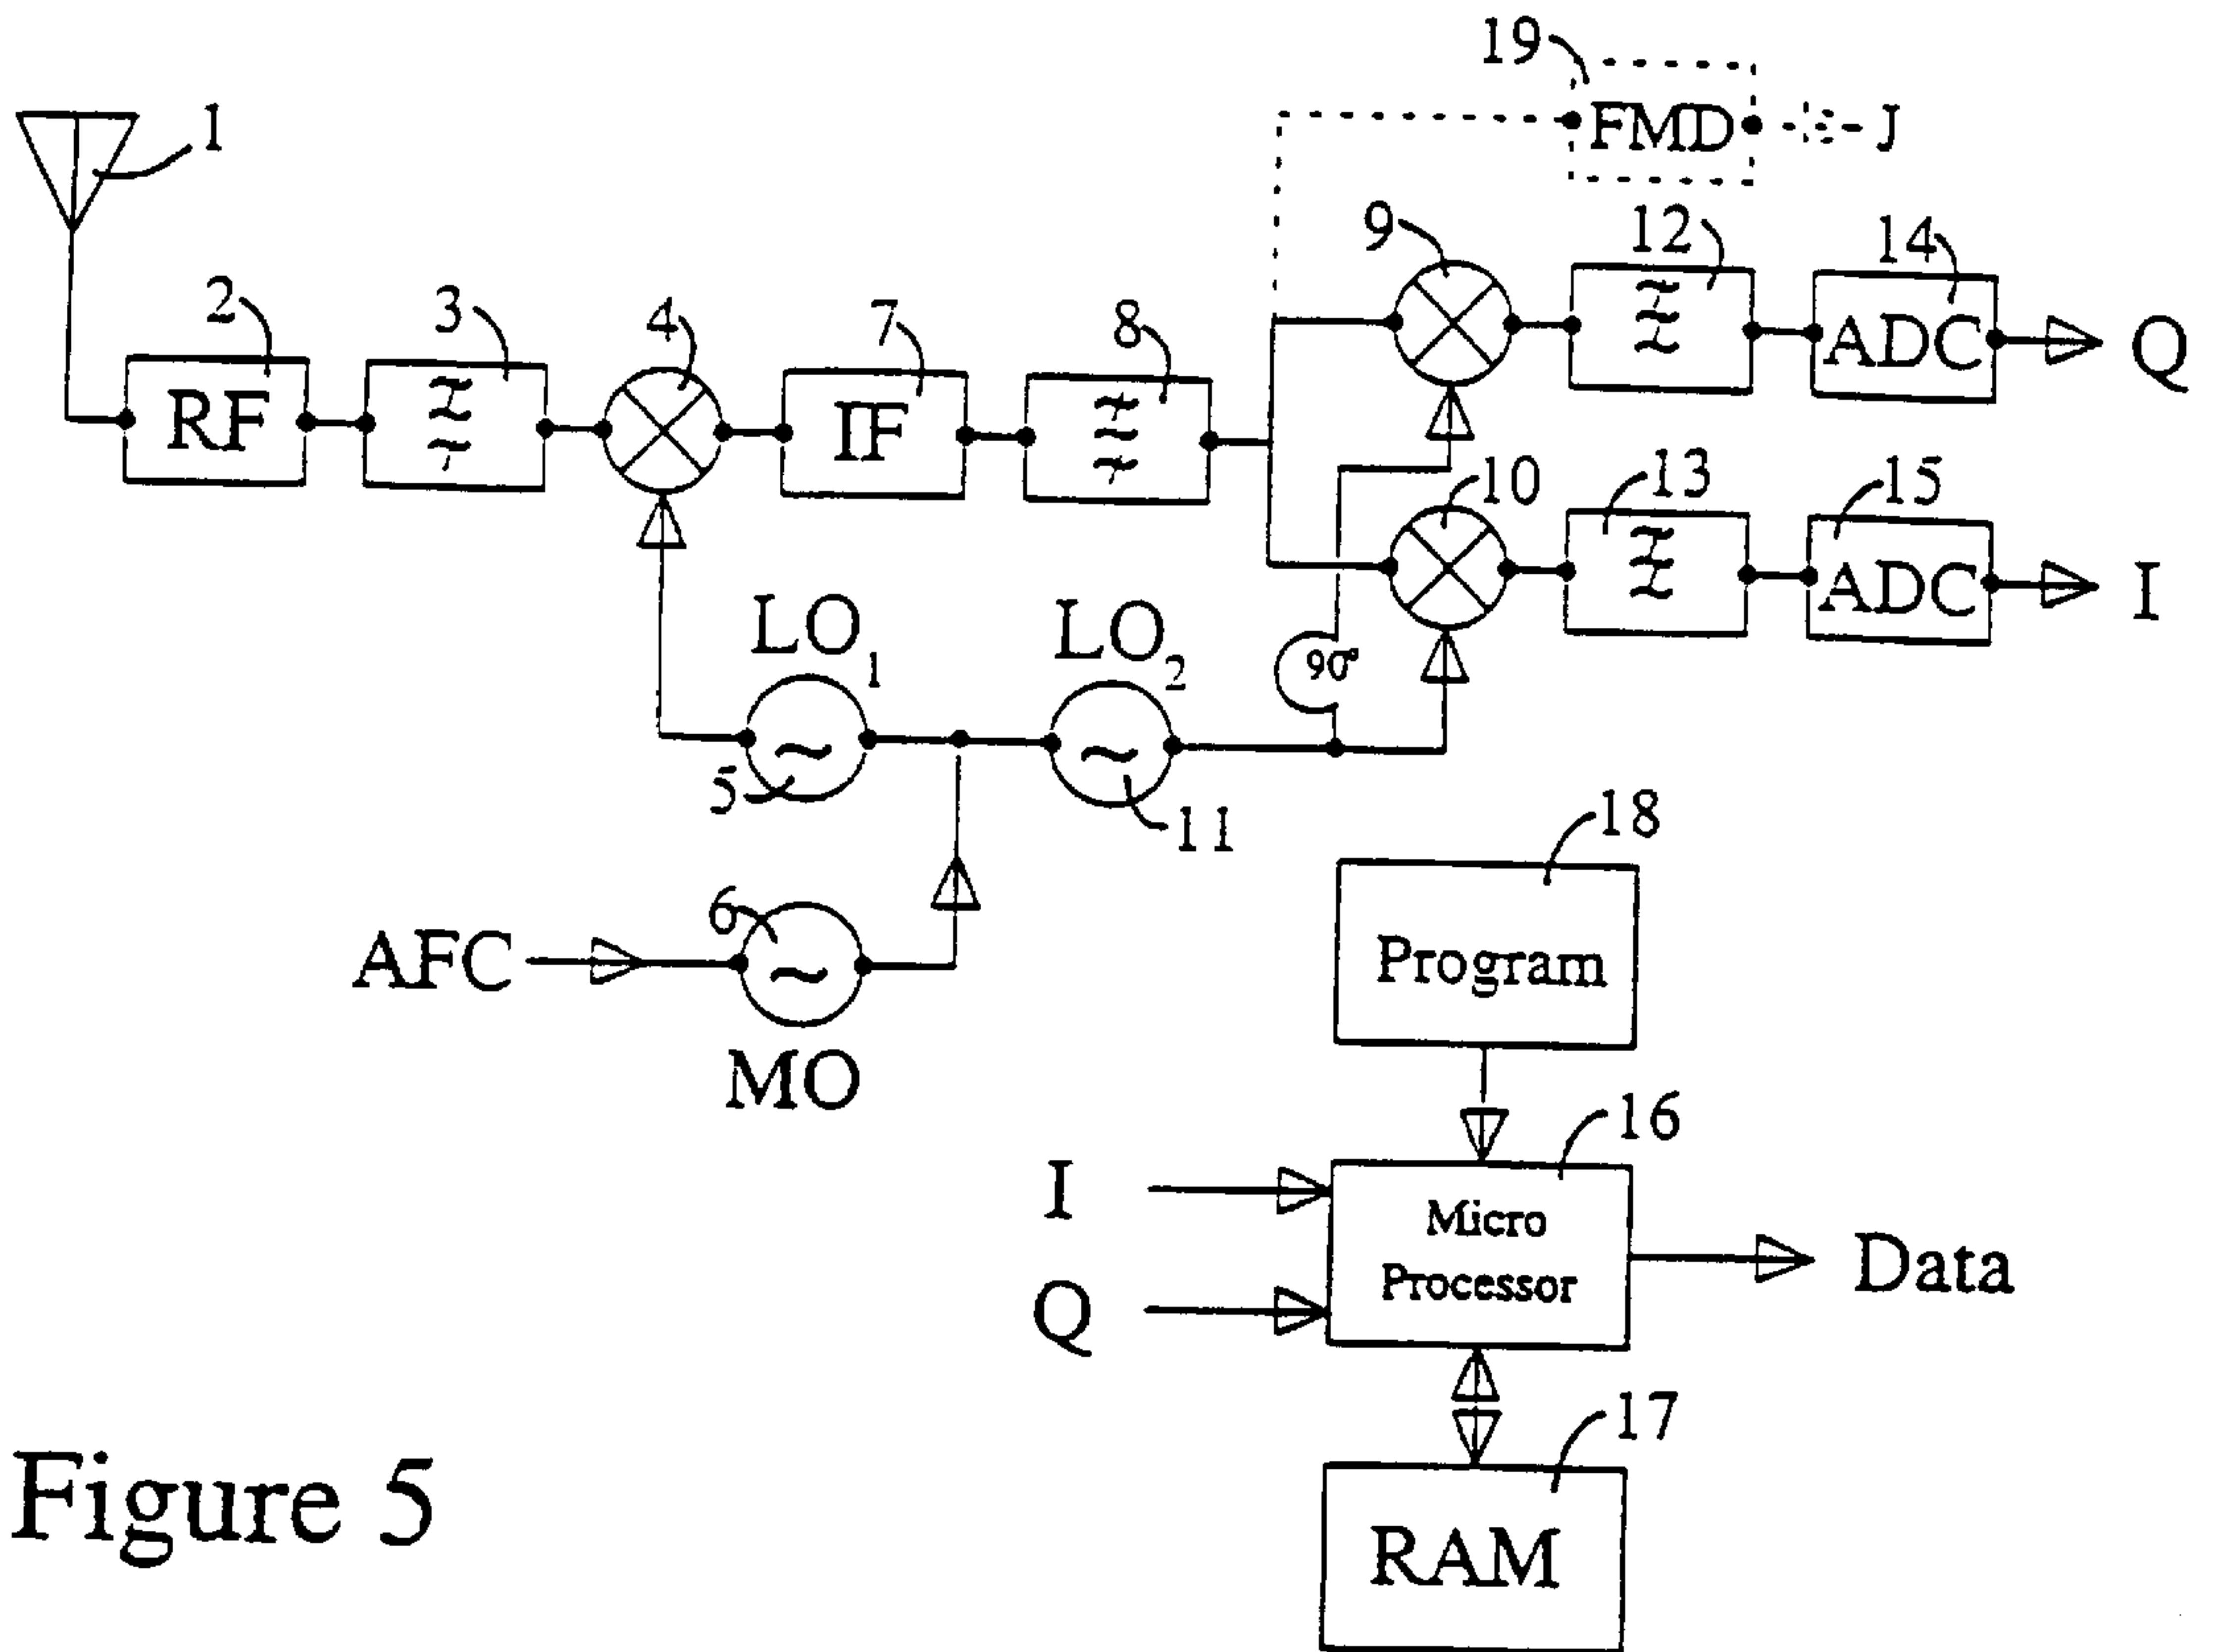 19
FMD
J
1
9
12
14
2
3
4
7
8
ADC
Q
RF
IF
10
13
15
ADC
I
LO1
LO2
90°
5
11
18
6
AFC
Program
MO
16
I
Micro
Q
Processor
Data
17
RAM
Figure 5